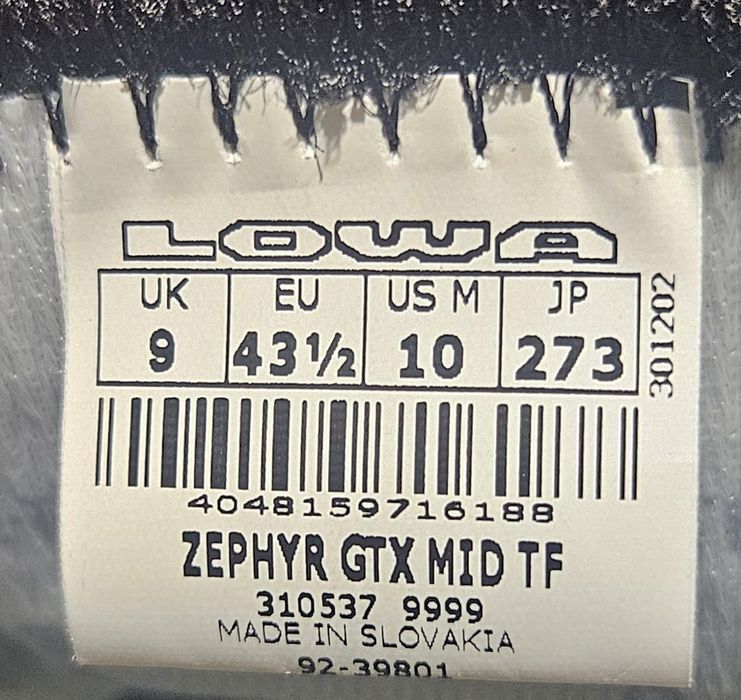 LOWA
UK EU US M JP
9 43½ 10 273
301202
4048159716188
ZEPHYR GTX MID TF
310537 9999
MADE IN SLOVAKIA
92-39801